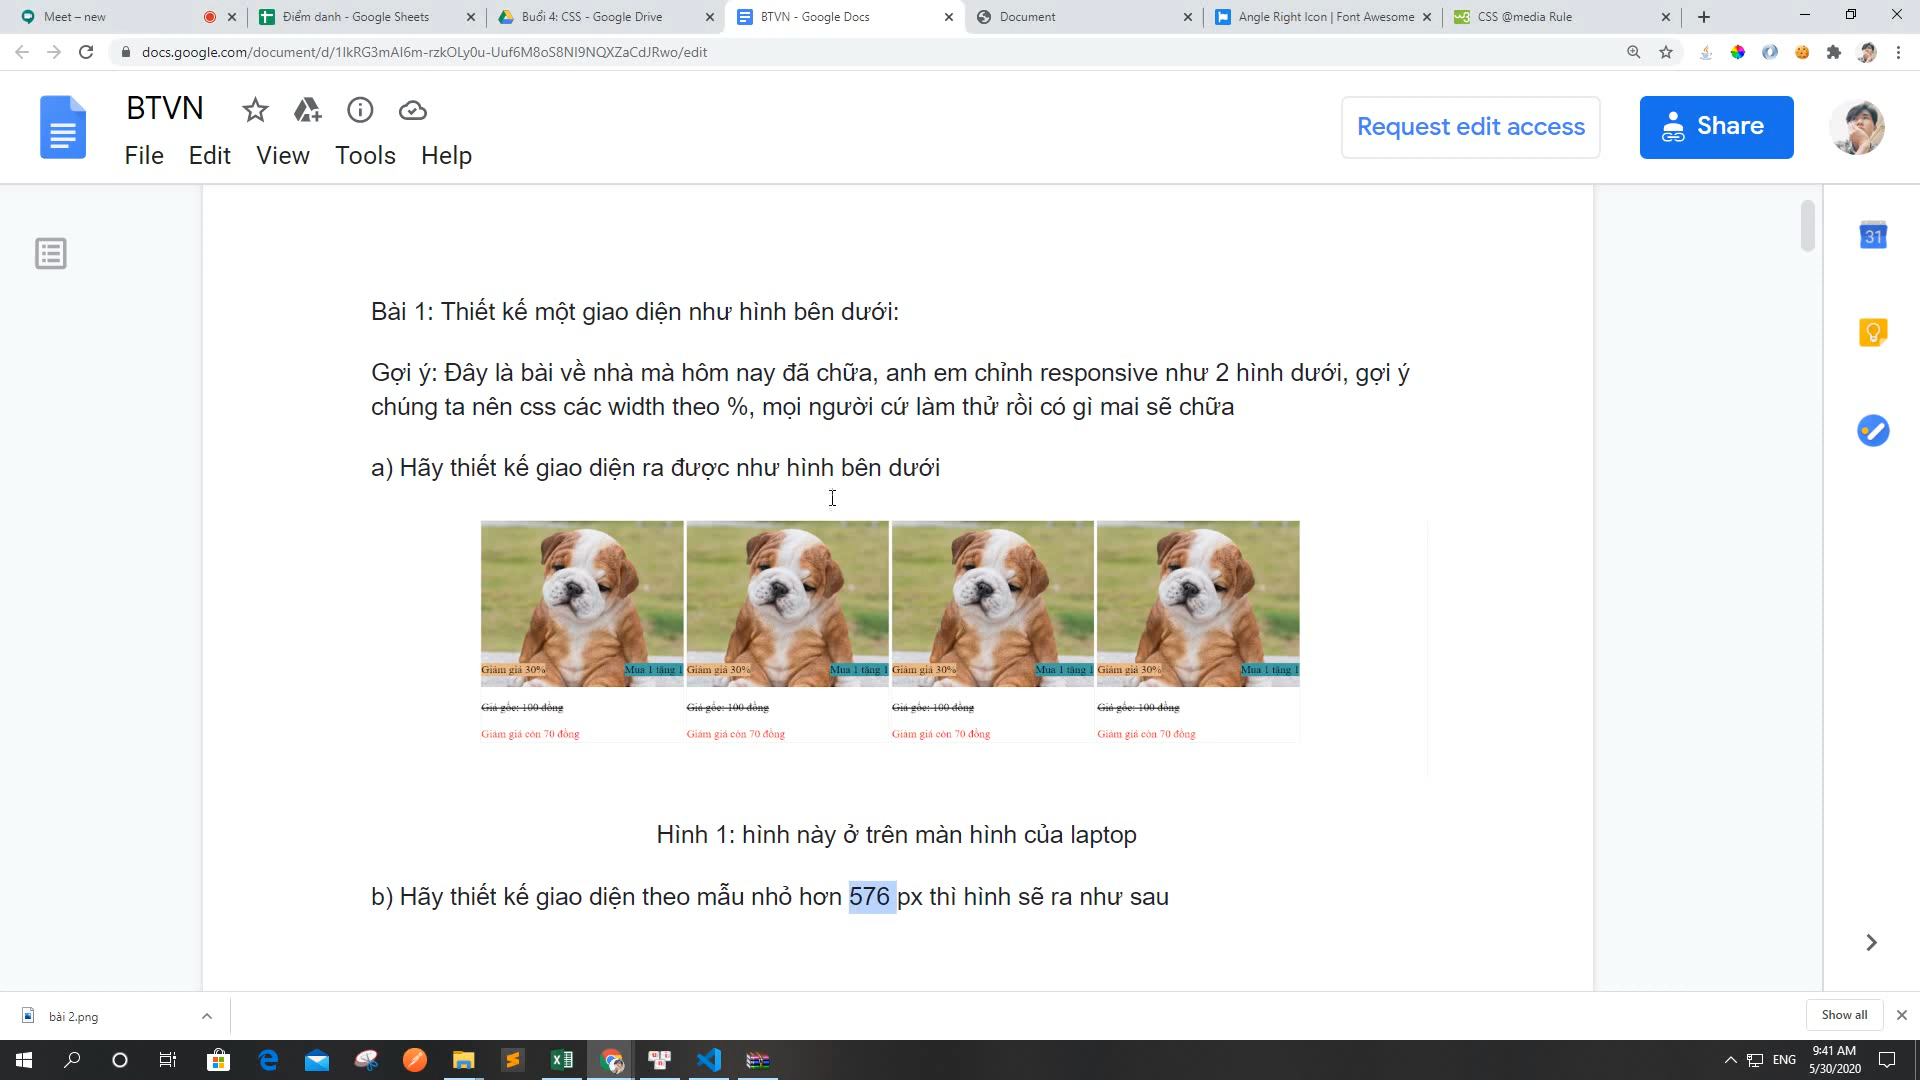 Meet – new
Điểm danh - Google Sheets
Buổi 4: CSS - Google Drive
BTVN - Google Docs
Document
Angle Right Icon | Font Awesome
CSS @media Rule
docs.google.com/document/d/1IkRG3mAI6m-rzkOLy0u-Uuf6M8oS8NI9NQXZaCdJRwo/edit
BTVN
File Edit View Tools Help
Request edit access
Share
31
Bài 1: Thiết kế một giao diện như hình bên dưới:
Gợi ý: Đây là bài về nhà mà hôm nay đã chữa, anh em chỉnh responsive như 2 hình dưới, gợi ý
chúng ta nên css các width theo %, mọi người cứ làm thử rồi có gì mai sẽ chữa
a) Hãy thiết kế giao diện ra được như hình bên dưới
Giảm giá 30% Mua 1 tặng 1 Giảm giá 30% Mua 1 tặng 1 Giảm giá 30% Mua 1 tặng 1 Giảm giá 30% Mua 1 tặng 1
Giá gốc: 100 đồng Giá gốc: 100 đồng Giá gốc: 100 đồng Giá gốc: 100 đồng
Giảm giá còn 70 đồng Giảm giá còn 70 đồng Giảm giá còn 70 đồng Giảm giá còn 70 đồng
Hình 1: hình này ở trên màn hình của laptop
b) Hãy thiết kế giao diện theo mẫu nhỏ hơn 576 px thì hình sẽ ra như sau
bài 2.png
Show all
ENG
9:41 AM
5/30/2020